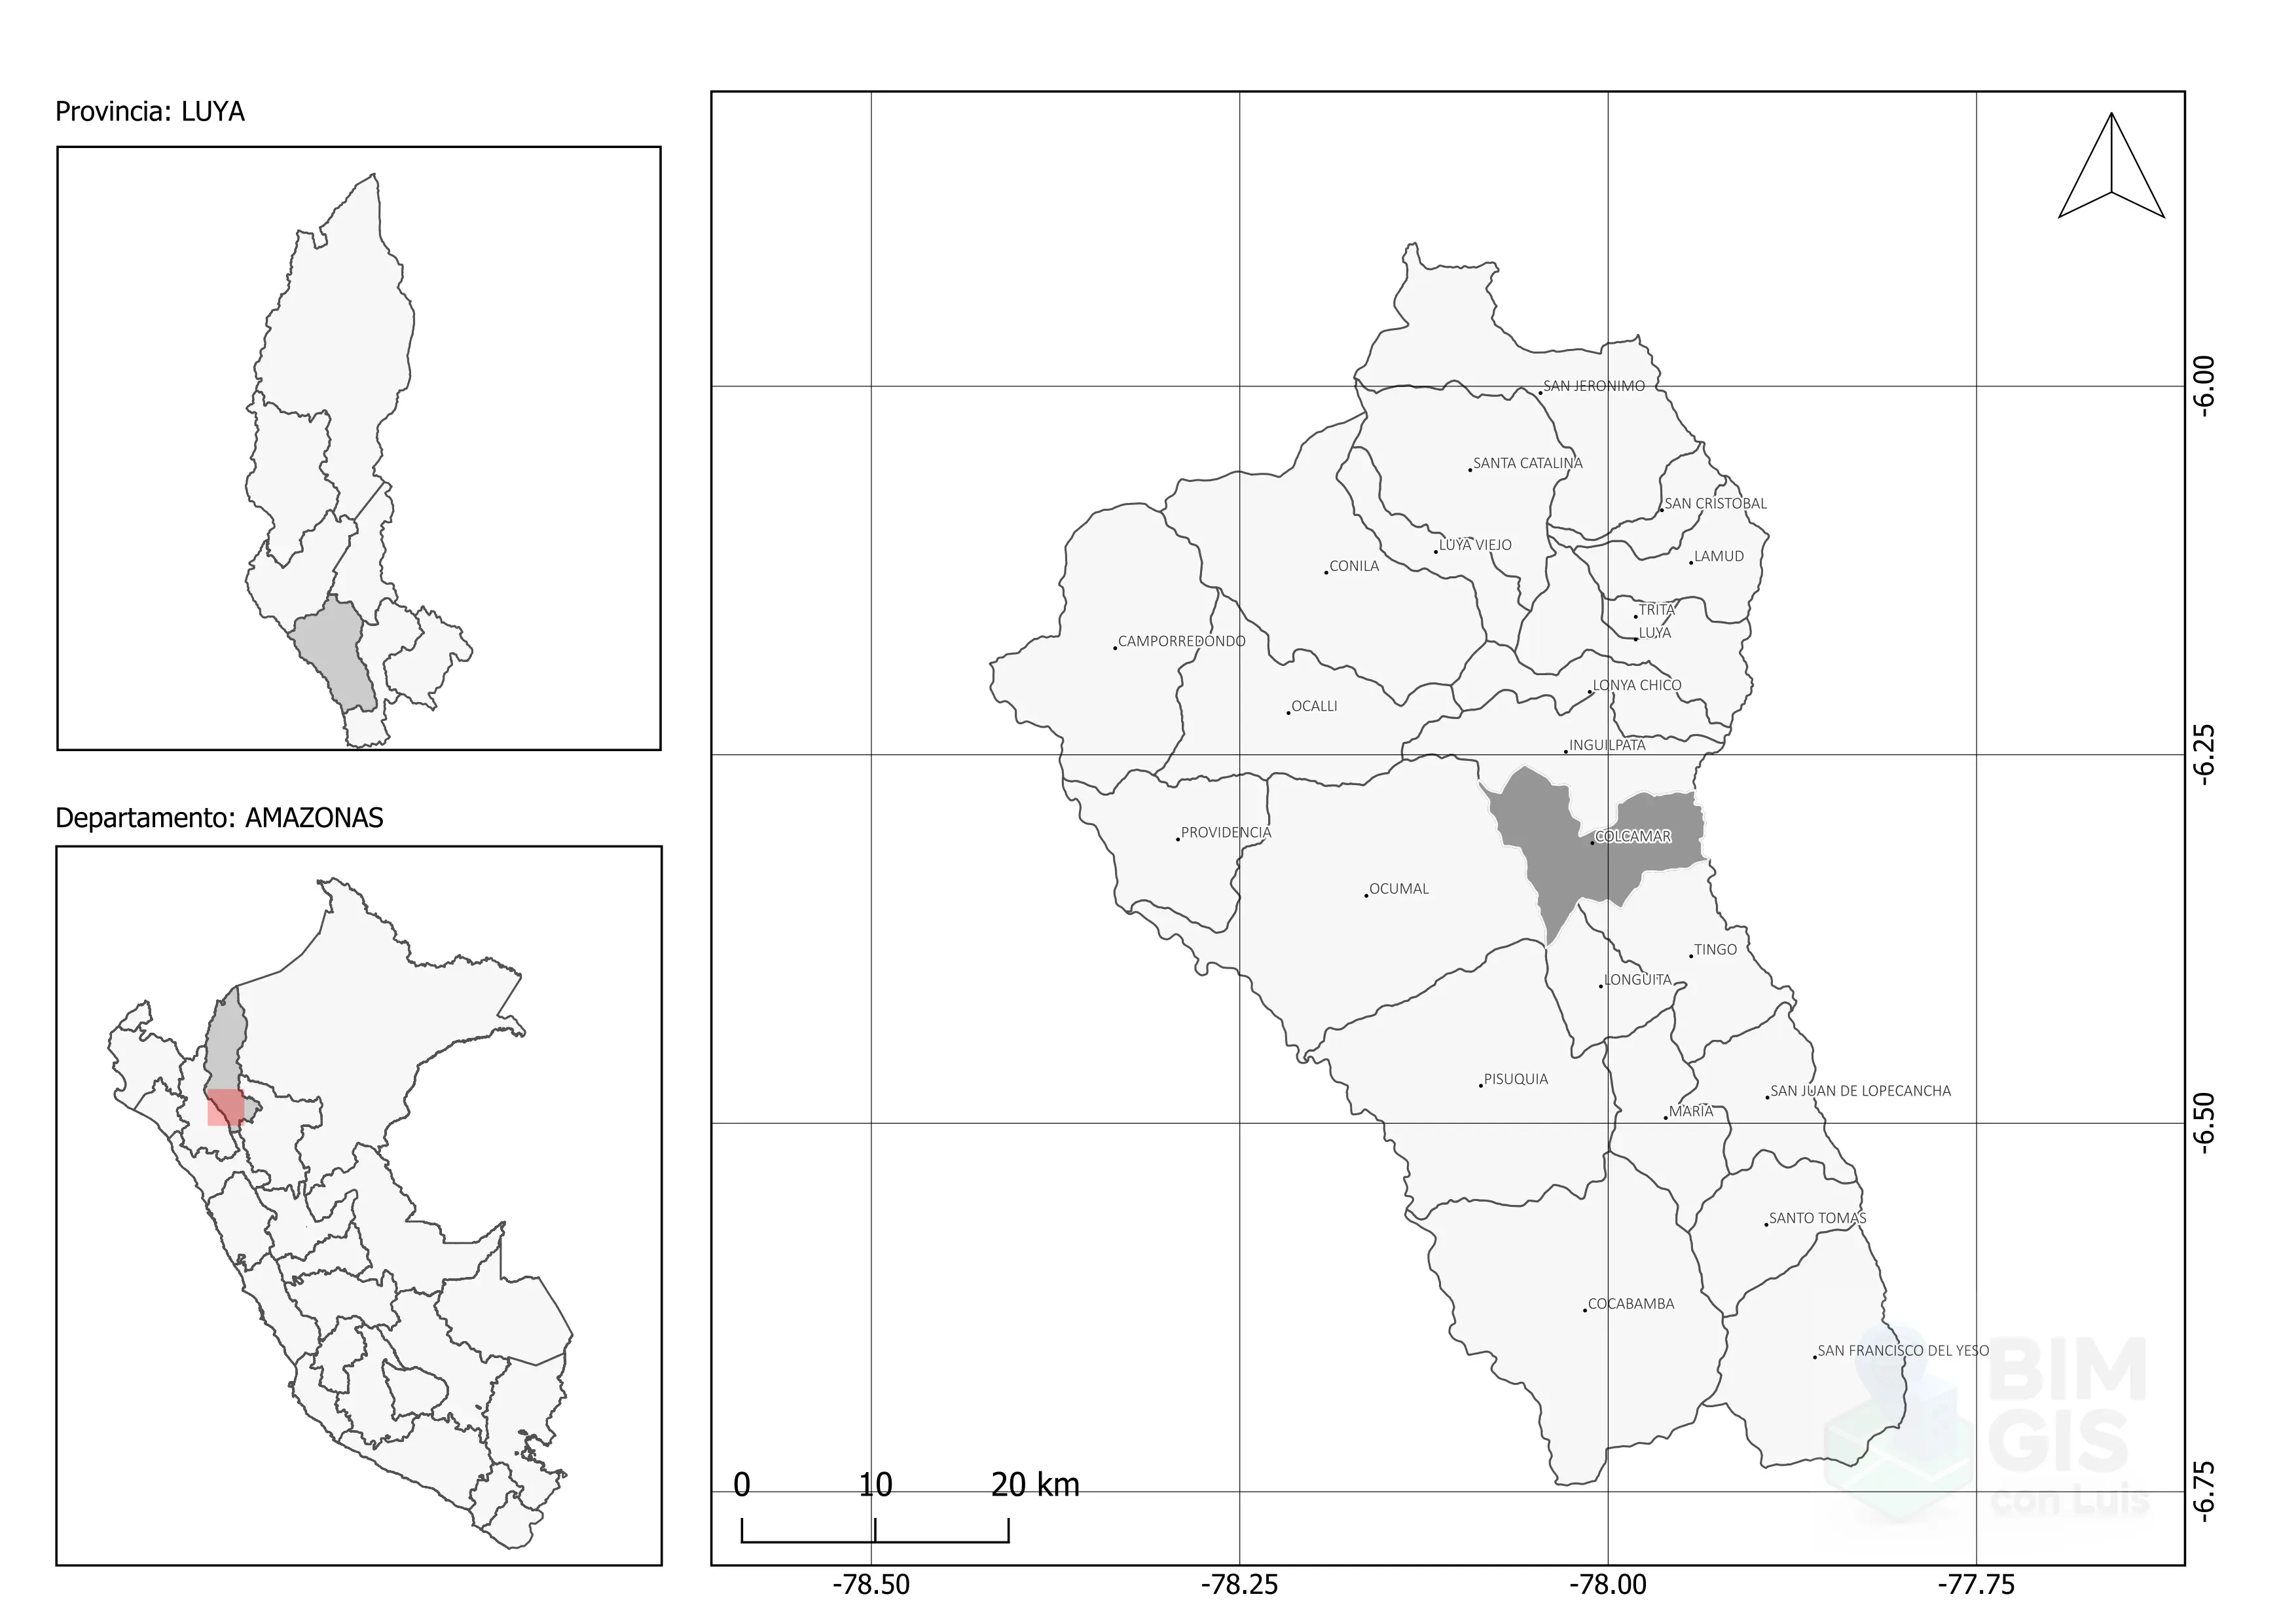 Provincia: LUYA
Departamento: AMAZONAS
SAN JERONIMO
SANTA CATALINA
SAN CRISTOBAL
LUYA VIEJO
LAMUD
CONILA
TRITA
LUYA
CAMPORREDONDO
LONYA CHICO
OCALLI
INGUILPATA
PROVIDENCIA
COLCAMAR
OCUMAL
TINGO
LONGUITA
PISUQUIA
SAN JUAN DE LOPECANCHA
MARIA
SANTO TOMAS
COCABAMBA
SAN FRANCISCO DEL YESO
BIM
GIS
con Luis
0 10 20 km
-78.50 -78.25 -78.00 -77.75
-6.00
-6.25
-6.50
-6.75